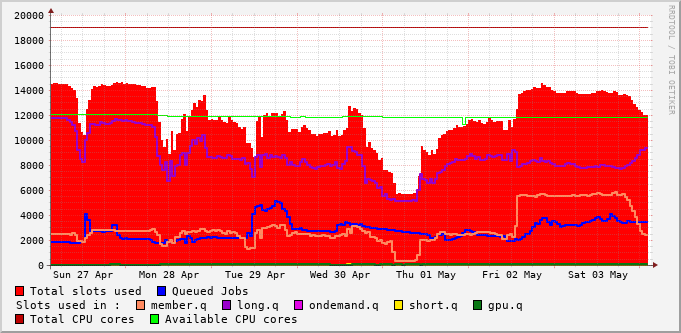 RRDTOOL / TOBI OETIKER
20000
18000
16000
14000
12000
10000
8000
6000
4000
2000
0
Sun 27 Apr Mon 28 Apr Tue 29 Apr Wed 30 Apr Thu 01 May Fri 02 May Sat 03 May
Total slots used Queued Jobs
Slots used in : member.q long.q ondemand.q short.q gpu.q
Total CPU cores Available CPU cores